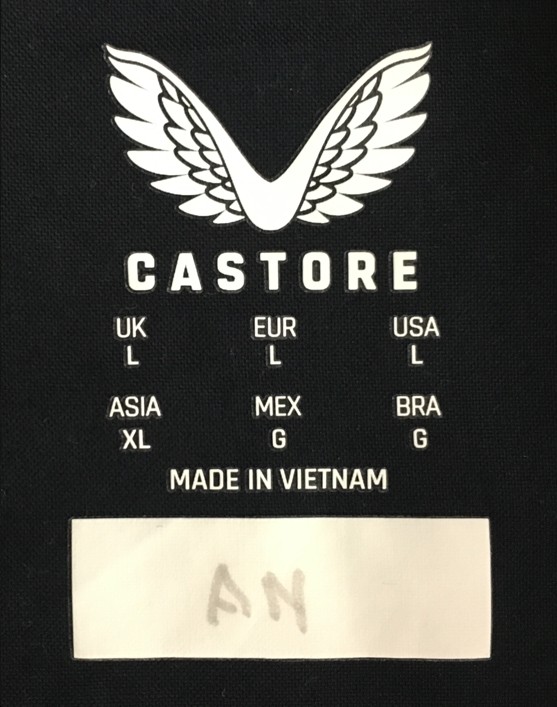 CASTORE
UK EUR USA
L L L
ASIA MEX BRA
XL G G
MADE IN VIETNAM
AN